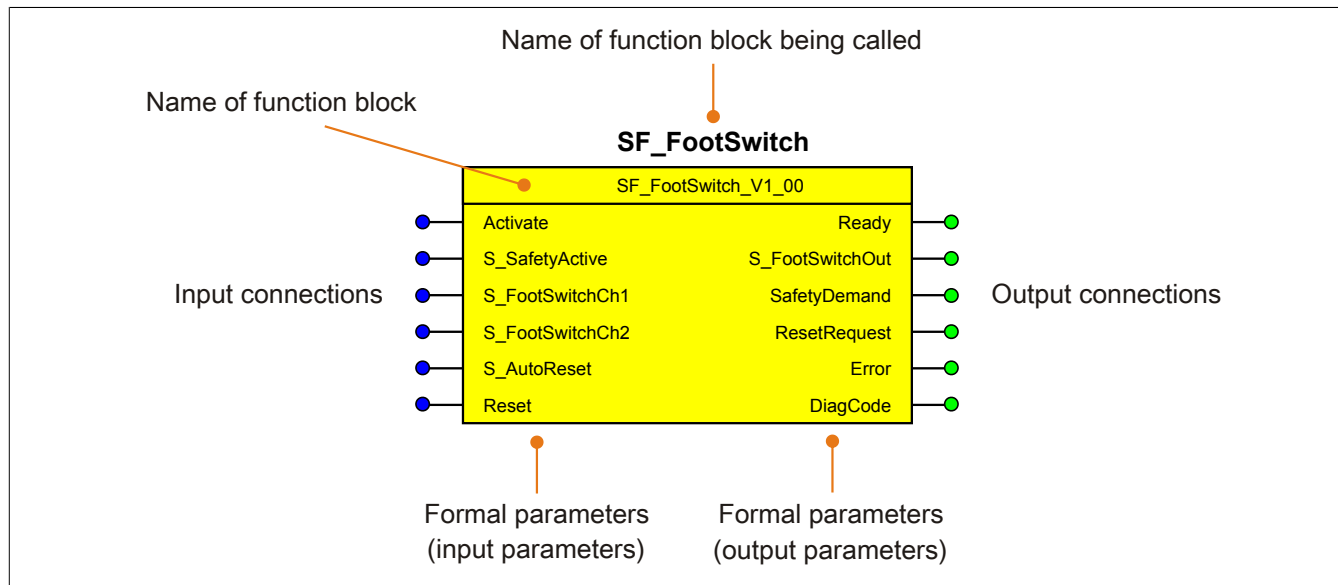 Name of function block being called
Name of function block
SF_FootSwitch
SF_FootSwitch_V1_00
Activate
Ready
S_SafetyActive
S_FootSwitchOut
Input connections
S_FootSwitchCh1
SafetyDemand
Output connections
S_FootSwitchCh2
ResetRequest
S_AutoReset
Error
Reset
DiagCode
Formal parameters
(input parameters)
Formal parameters
(output parameters)